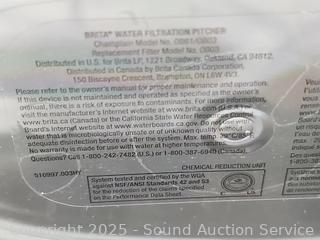 BRITA® WATER FILTRATION PITCHER
Champlain Model No. OB61/OB03
Replacement Filter Model No. OB03
Distributed in U.S. for Brita LP, 1221 Broadway, Oakland, CA 94612.
Distributed in Canada by Brita Canada Corporation,
150 Biscayne Crescent, Brampton, ON L6W 4V3.
Please refer to the owner's manual for proper maintenance and operation.
If this device is not maintained and operated as specified in the owner's
manual, there is a risk of exposure to contaminants. For more information,
see the manufacturer's Internet website at www.brita.com (U.S.) or
www.brita.ca (Canada) or the California State Water Resources Control
Board's Internet website at www.waterboards.ca.gov. Do not use with
water that is microbiologically unsafe or of unknown quality without
adequate disinfection before or after the system. Max. temp.
No warranty is made for use with water at higher temperatures.
Questions? Call 1-800-242-7482 (U.S.) or 1-800-387-6940 (Canada).
510997.003HY
CHEMICAL REDUCTION UNIT
System tested and certified by the WQA
against NSF/ANSI Standards 42 and 53
for the reduction of the claims specified
on the Performance Data Sheet.
Copyright 2025 - Sound Auction Service